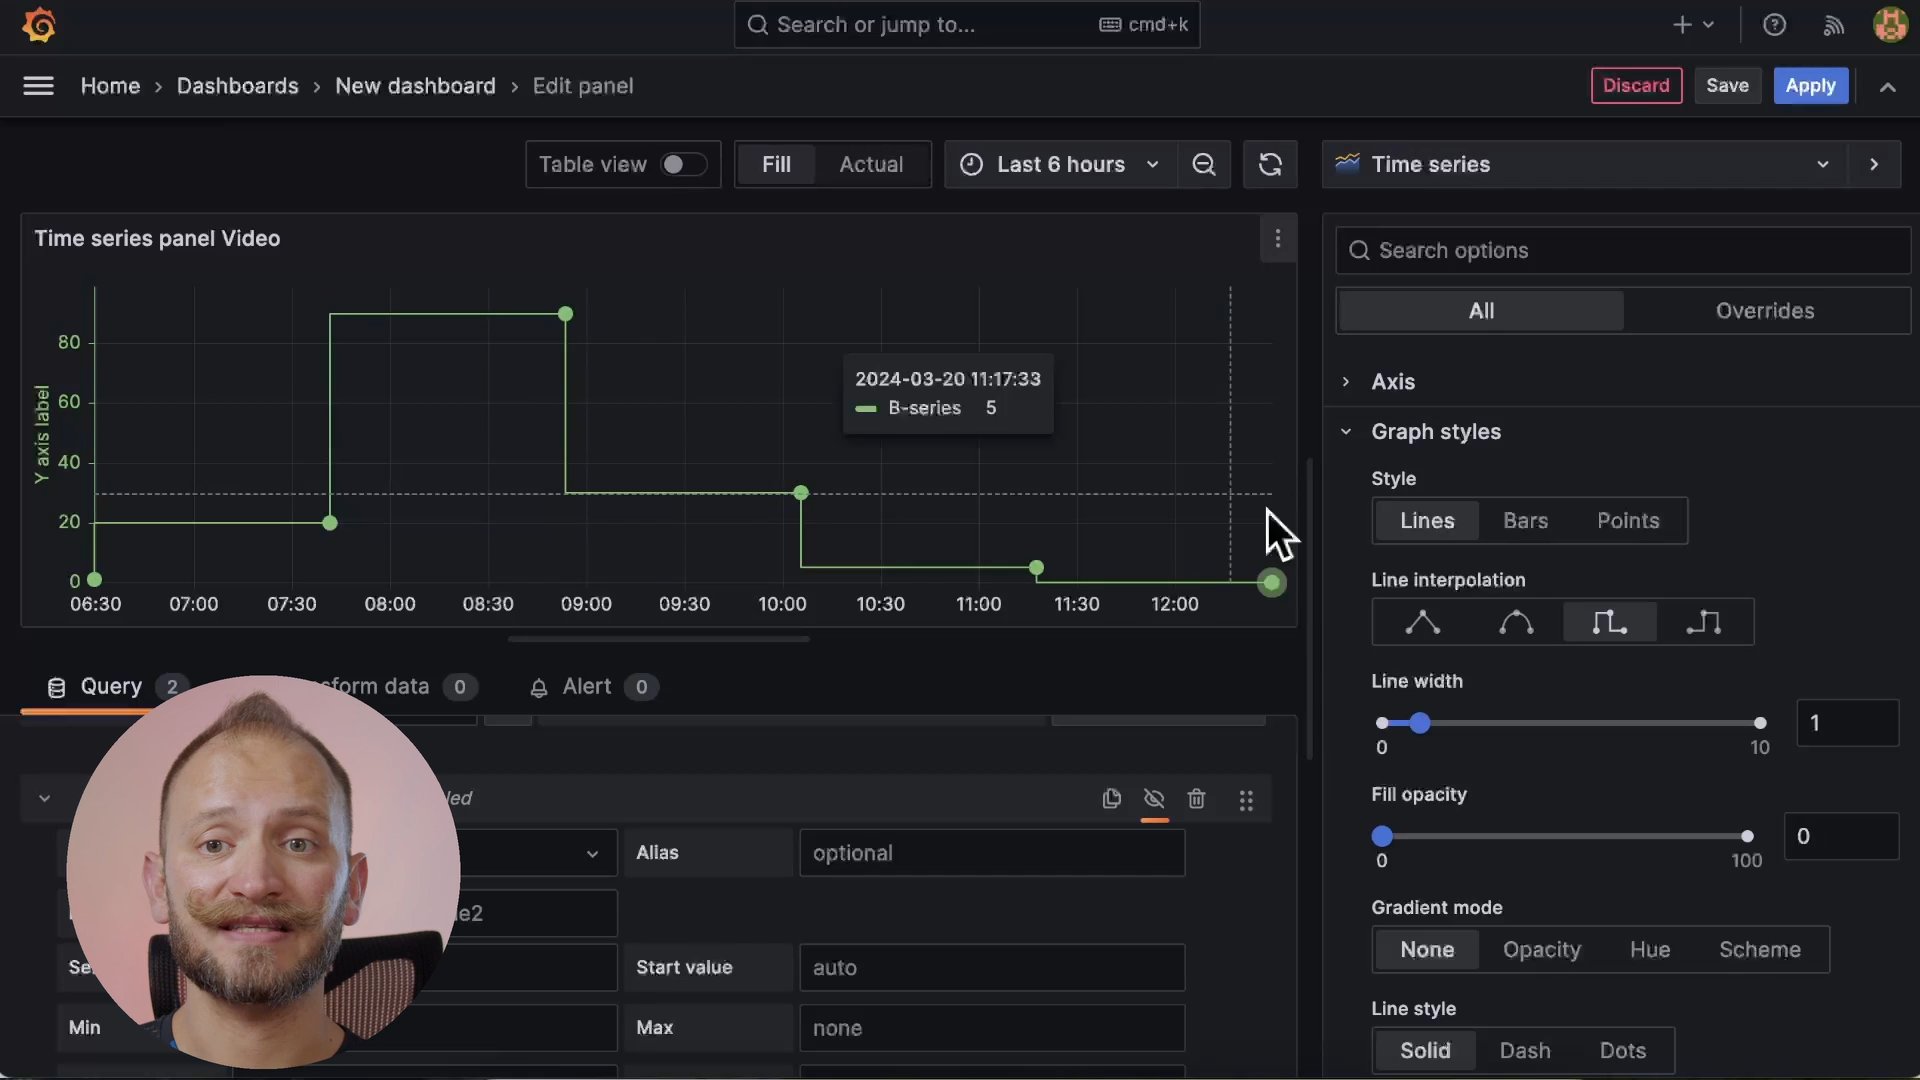 Search or jump to... cmd+k
Home › Dashboards › New dashboard › Edit panel
Discard Save Apply
Table view Fill Actual Last 6 hours
Time series
Time series panel Video
Search options
All Overrides
Axis
Graph styles
Style
Lines Bars Points
Line interpolation
Line width
1
0 10
Fill opacity
0
0 100
Gradient mode
None Opacity Hue Scheme
Line style
Solid Dash Dots
Y axis label
80
60
40
20
0
2024-03-20 11:17:33
B-series 5
06:30 07:00 07:30 08:00 08:30 09:00 09:30 10:00 10:30 11:00 11:30 12:00
Query 2 sform data 0 Alert 0
led
Alias optional
e2
Se Start value auto
Min Max none